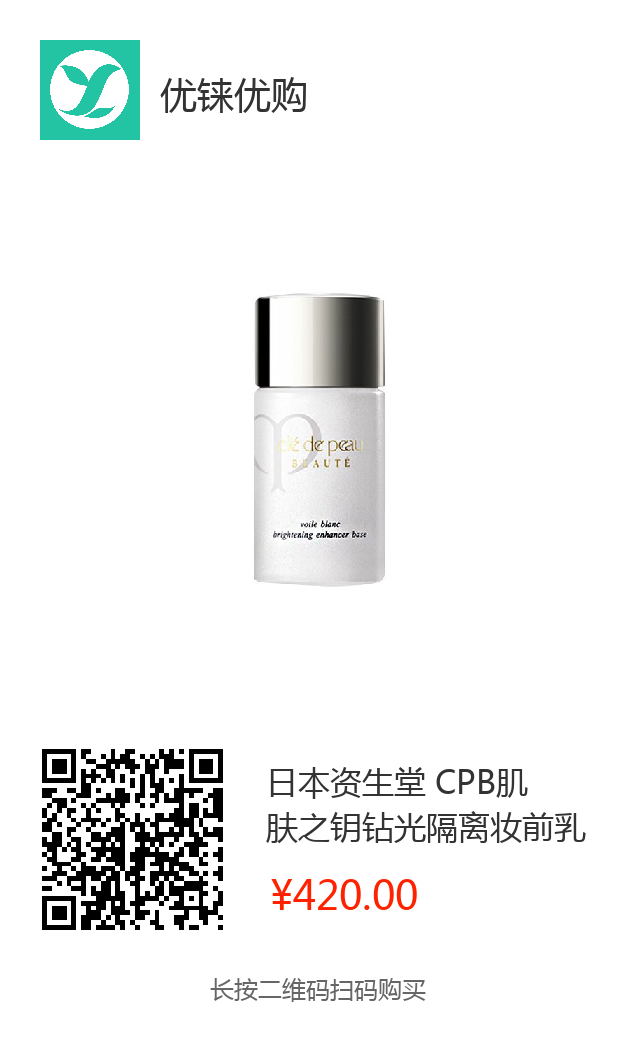 优铼优购
clé de peau
BEAUTÉ
voile blanc
brightening enhancer base
日本资生堂 CPB肌
肤之钥钻光隔离妆前乳
¥420.00
长按二维码扫码购买